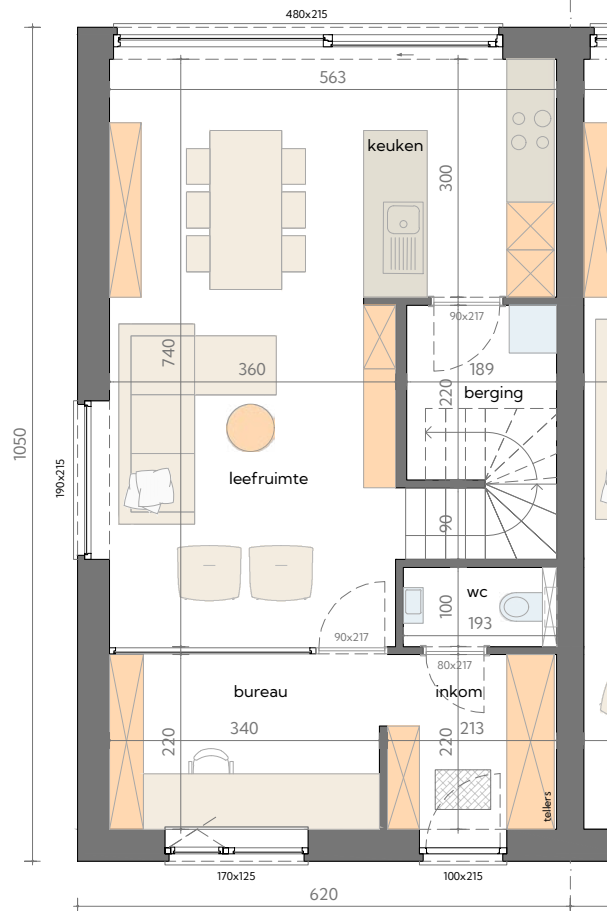 480x215
563
keuken
300
90x217
740
360
189
220
berging
1050
190x215
leefruimte
90
wc
100
193
90x217
80x217
bureau
inkom
340
213
220
220
tellers
170x125
100x215
620